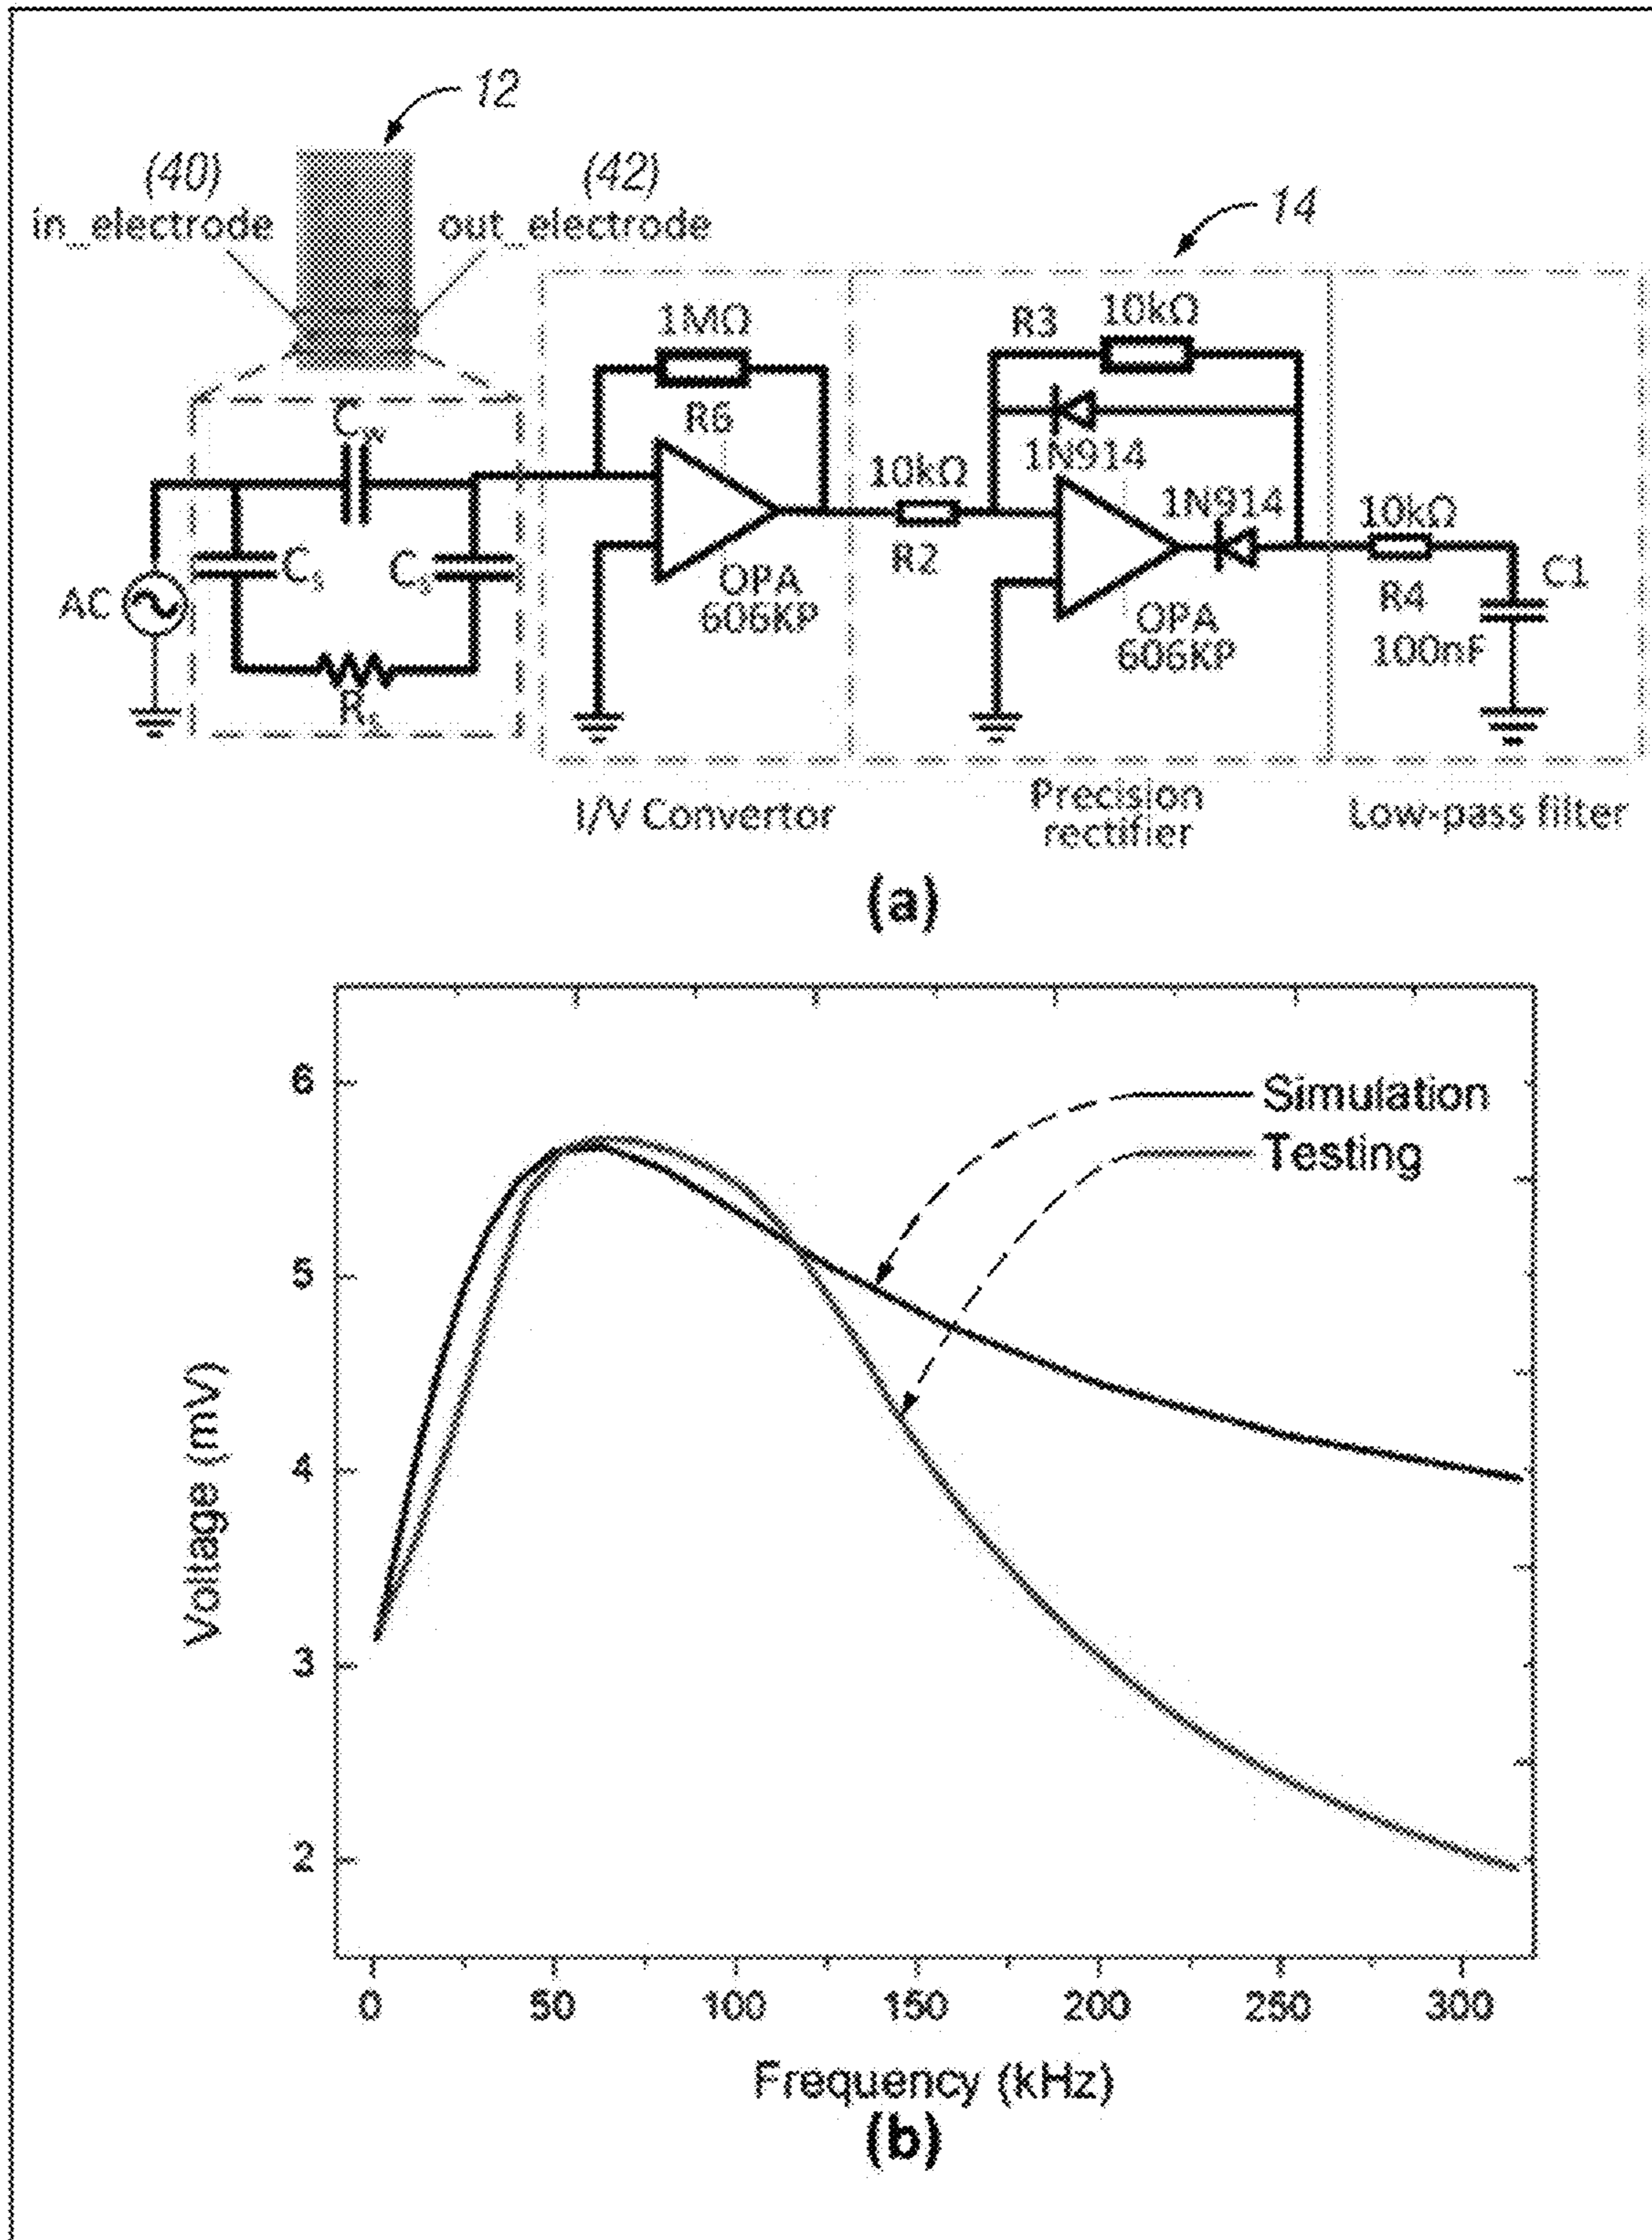 12
(40)
in_electrode
(42)
out_electrode
14
1MΩ
R6
R3
10kΩ
1N914
10kΩ
R2
1N914
10kΩ
R4
C1
100nF
Cw
Cs
Cs
Rs
AC
OPA
606KP
OPA
606KP
I/V Convertor
Precision
rectifier
Low-pass filter
(a)
6
5
4
3
2
Voltage (mV)
Simulation
Testing
0
50
100
150
200
250
300
Frequency (kHz)
(b)